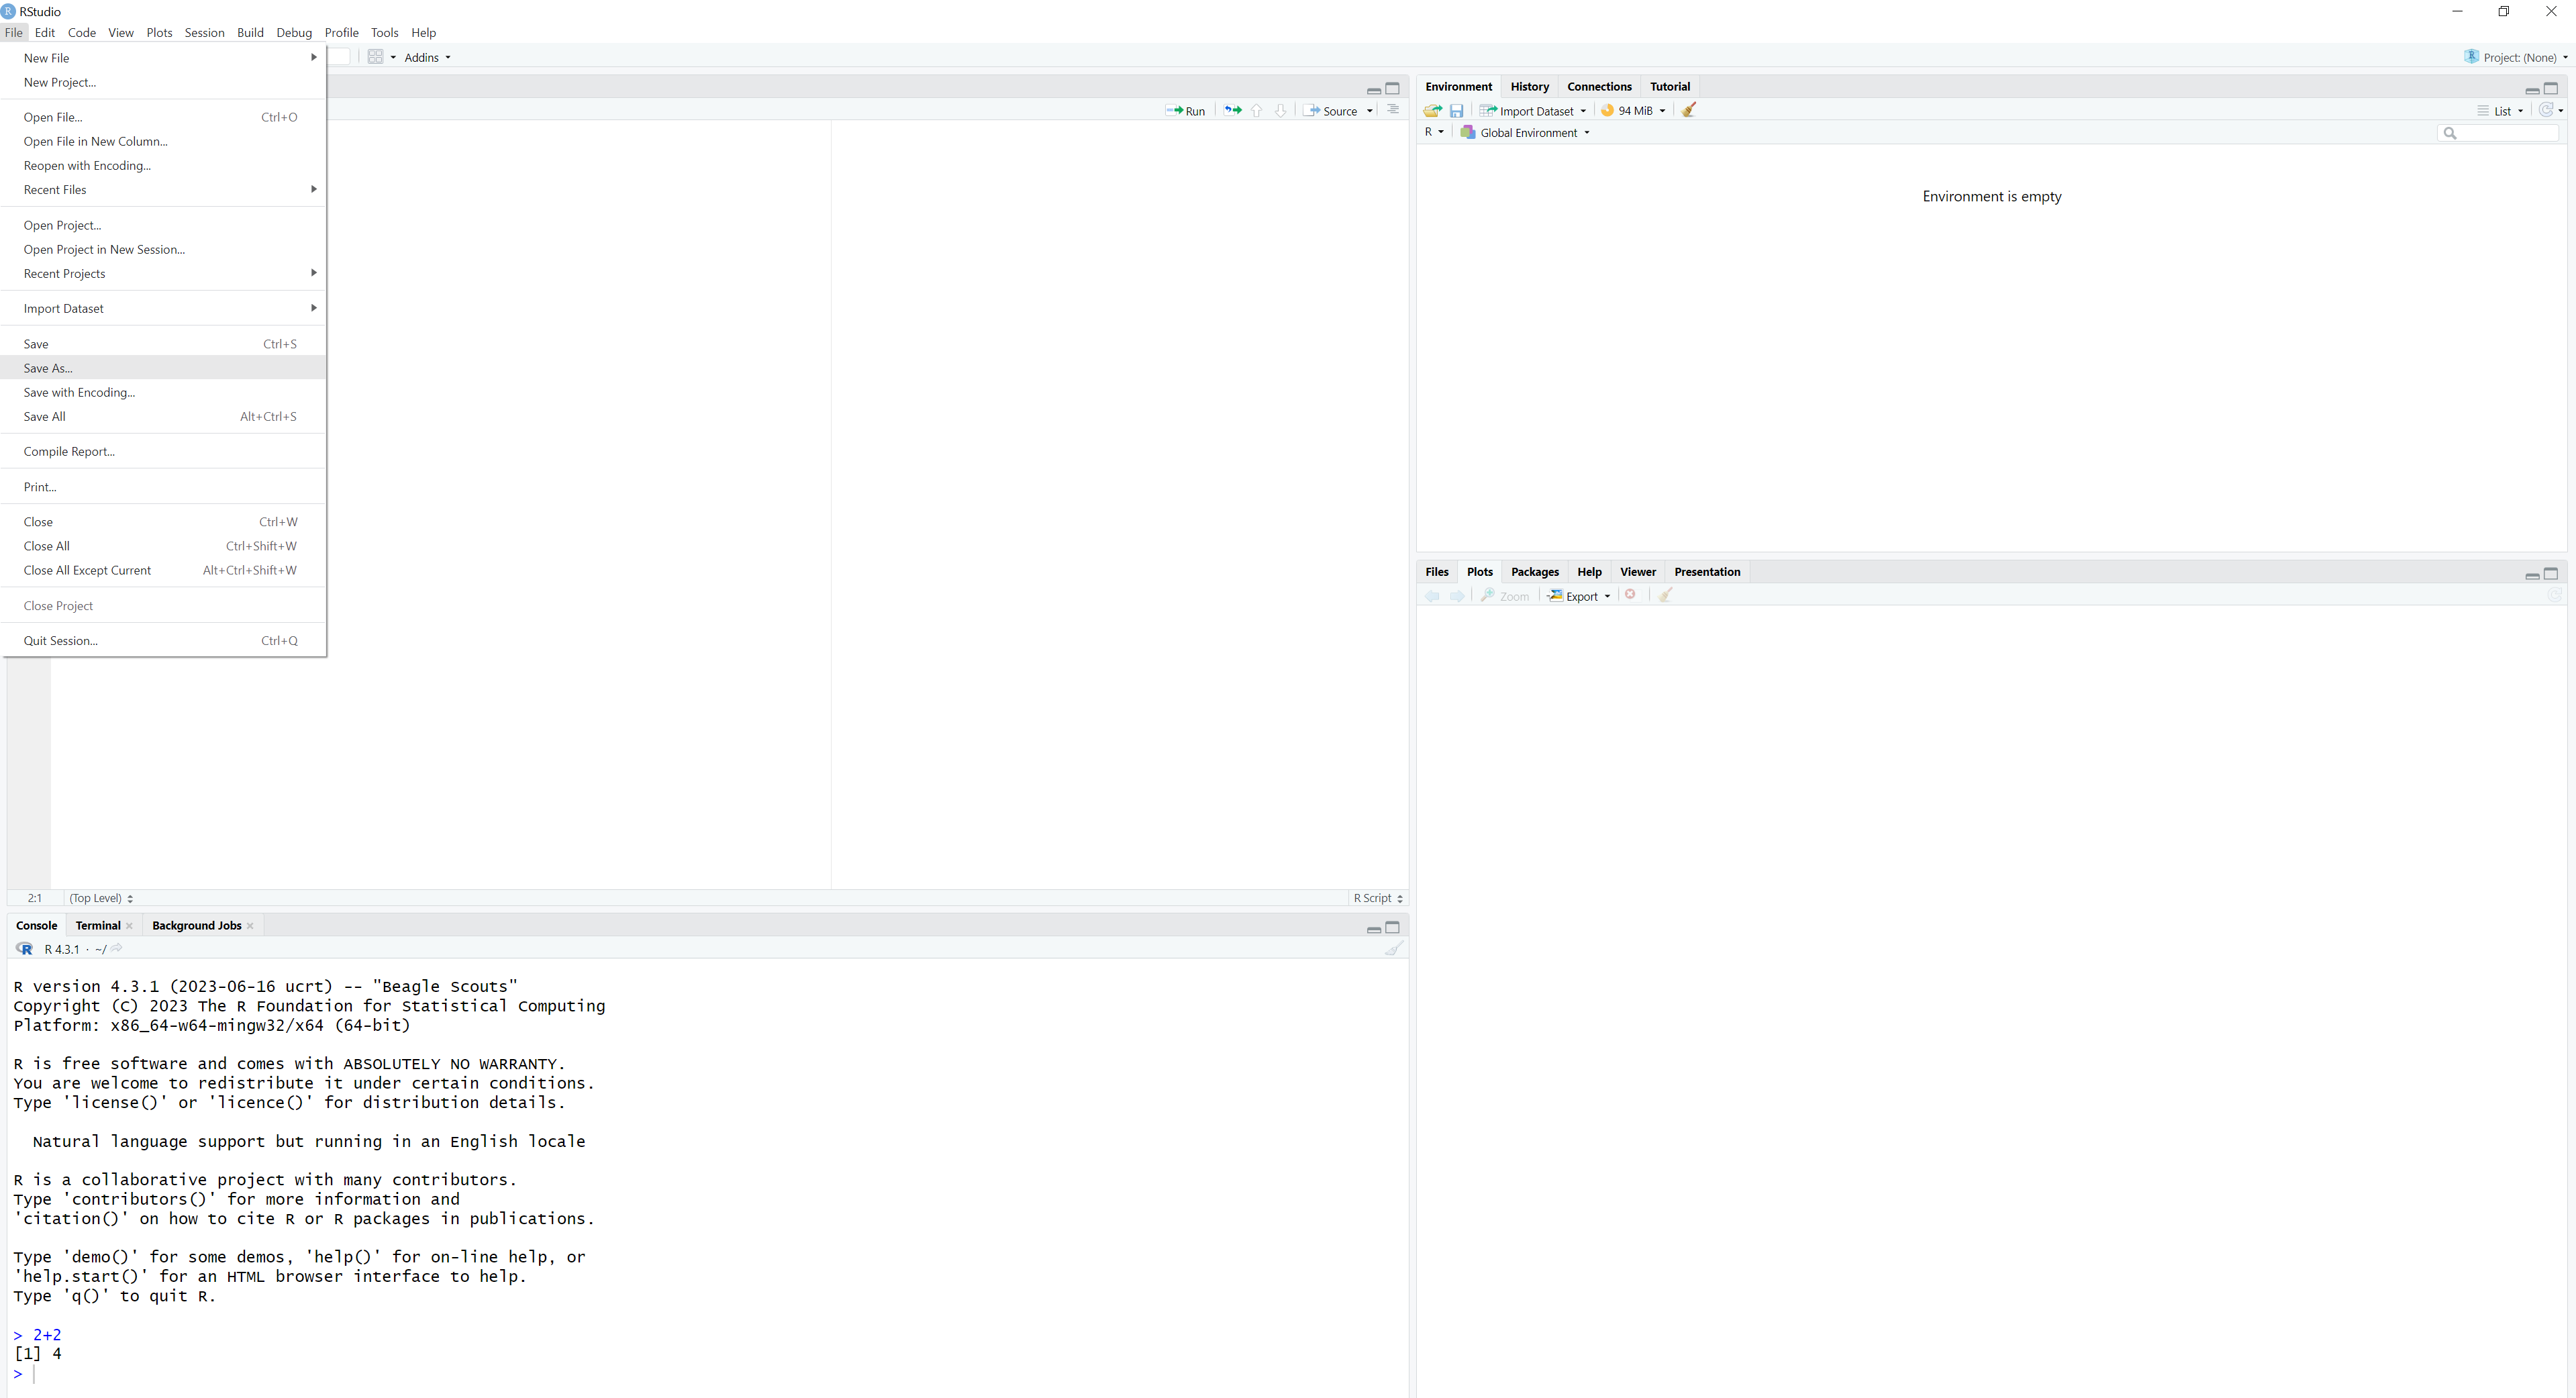 RStudio
File Edit Code View Plots Session Build Debug Profile Tools Help
New File
New Project...
Open File... Ctrl+O
Open File in New Column...
Reopen with Encoding...
Recent Files
Open Project...
Open Project in New Session...
Recent Projects
Import Dataset
Save Ctrl+S
Save As...
Save with Encoding...
Save All Alt+Ctrl+S
Compile Report...
Print...
Close Ctrl+W
Close All Ctrl+Shift+W
Close All Except Current Alt+Ctrl+Shift+W
Close Project
Quit Session... Ctrl+Q
Addins
Project: (None)
Run Source
2:1 (Top Level) R Script
Console Terminal Background Jobs
R 4.3.1 · ~/
R version 4.3.1 (2023-06-16 ucrt) -- "Beagle Scouts"
Copyright (C) 2023 The R Foundation for Statistical Computing
Platform: x86_64-w64-mingw32/x64 (64-bit)
R is free software and comes with ABSOLUTELY NO WARRANTY.
You are welcome to redistribute it under certain conditions.
Type 'license()' or 'licence()' for distribution details.
Natural language support but running in an English locale
R is a collaborative project with many contributors.
Type 'contributors()' for more information and
'citation()' on how to cite R or R packages in publications.
Type 'demo()' for some demos, 'help()' for on-line help, or
'help.start()' for an HTML browser interface to help.
Type 'q()' to quit R.
> 2+2
[1] 4
>
Environment History Connections Tutorial
Import Dataset 94 MiB List
R Global Environment
Environment is empty
Files Plots Packages Help Viewer Presentation
Zoom Export